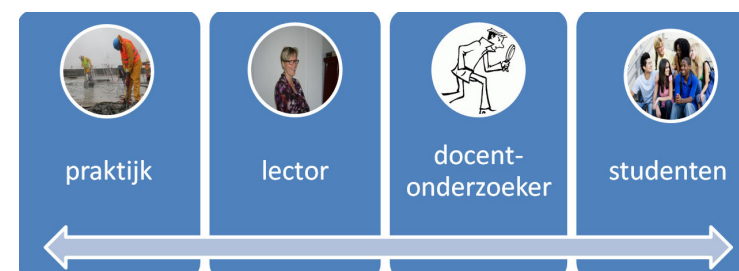 praktijk
lector
docent-
onderzoeker
studenten